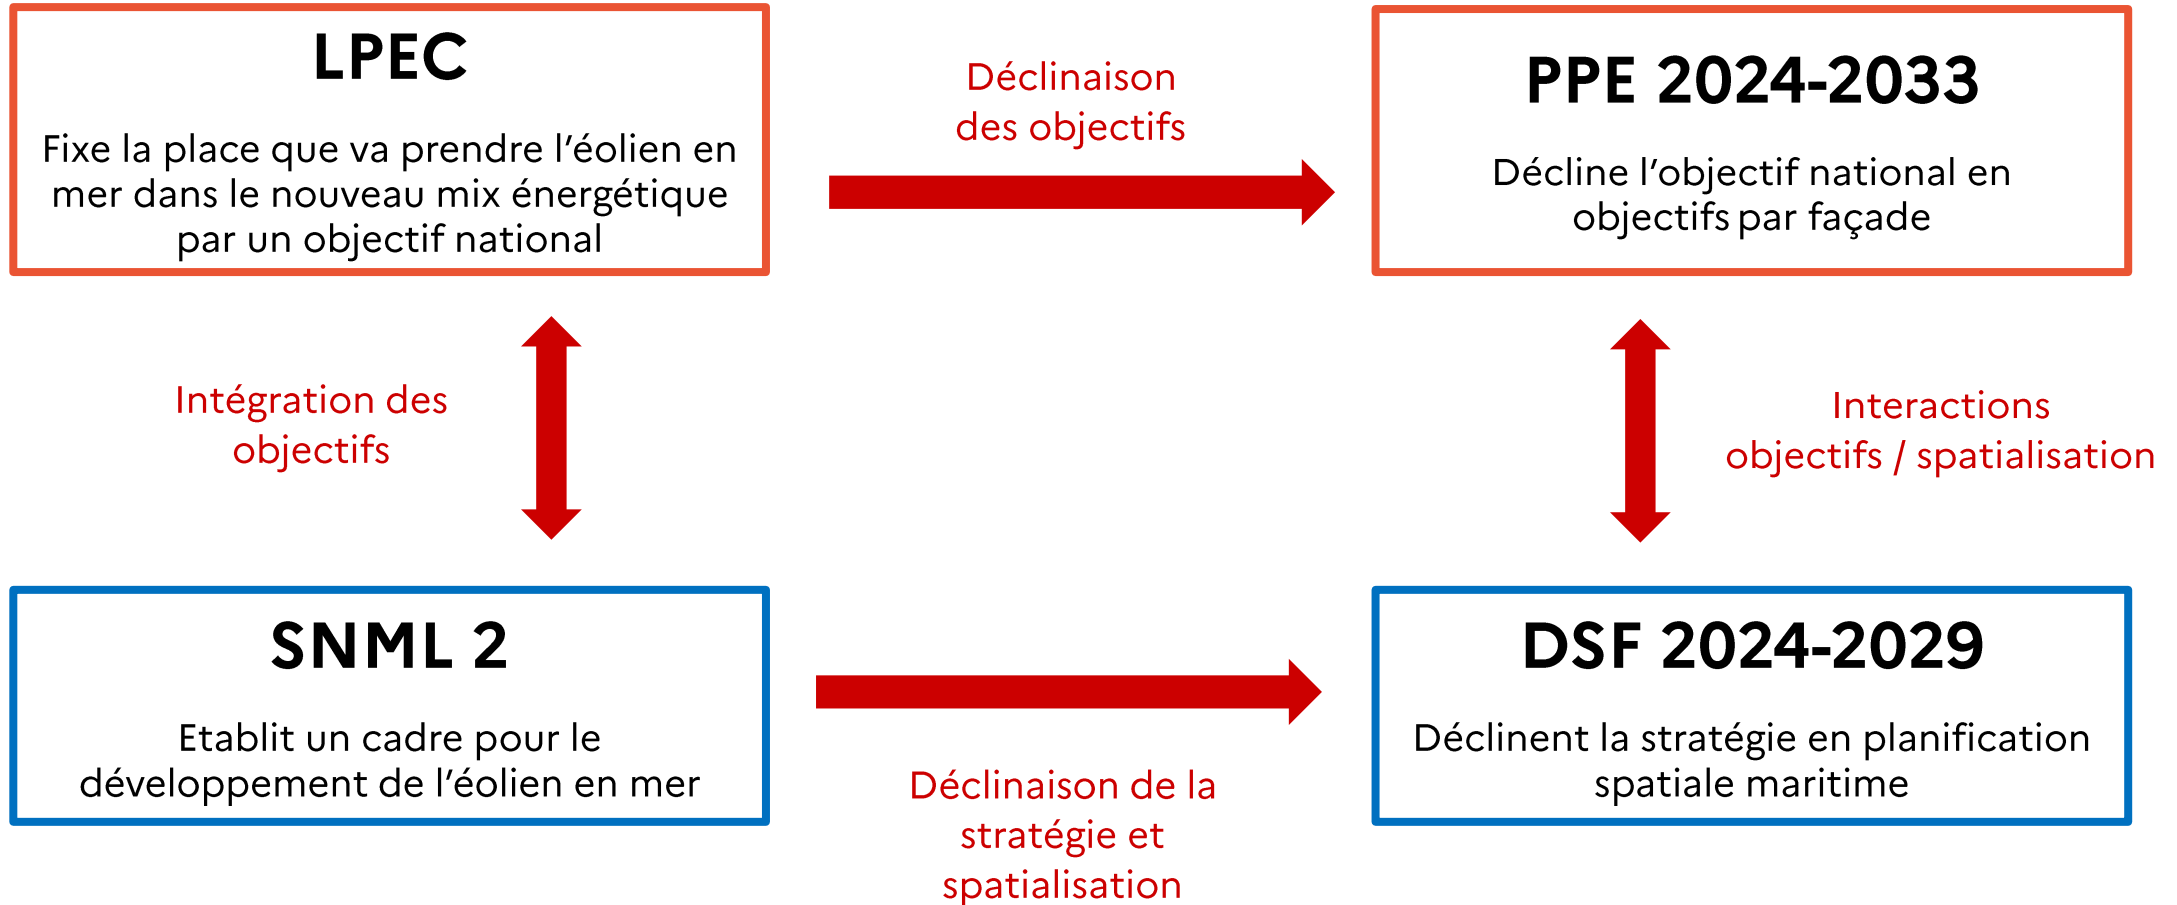 LPEC
Fixe la place que va prendre l’éolien en
mer dans le nouveau mix énergétique
par un objectif national
Déclinaison
des objectifs
PPE 2024-2033
Décline l’objectif national en
objectifs par façade
Intégration des
objectifs
Interactions
objectifs / spatialisation
SNML 2
Etablit un cadre pour le
développement de l’éolien en mer
Déclinaison de la
stratégie et
spatialisation
DSF 2024-2029
Déclinent la stratégie en planification
spatiale maritime